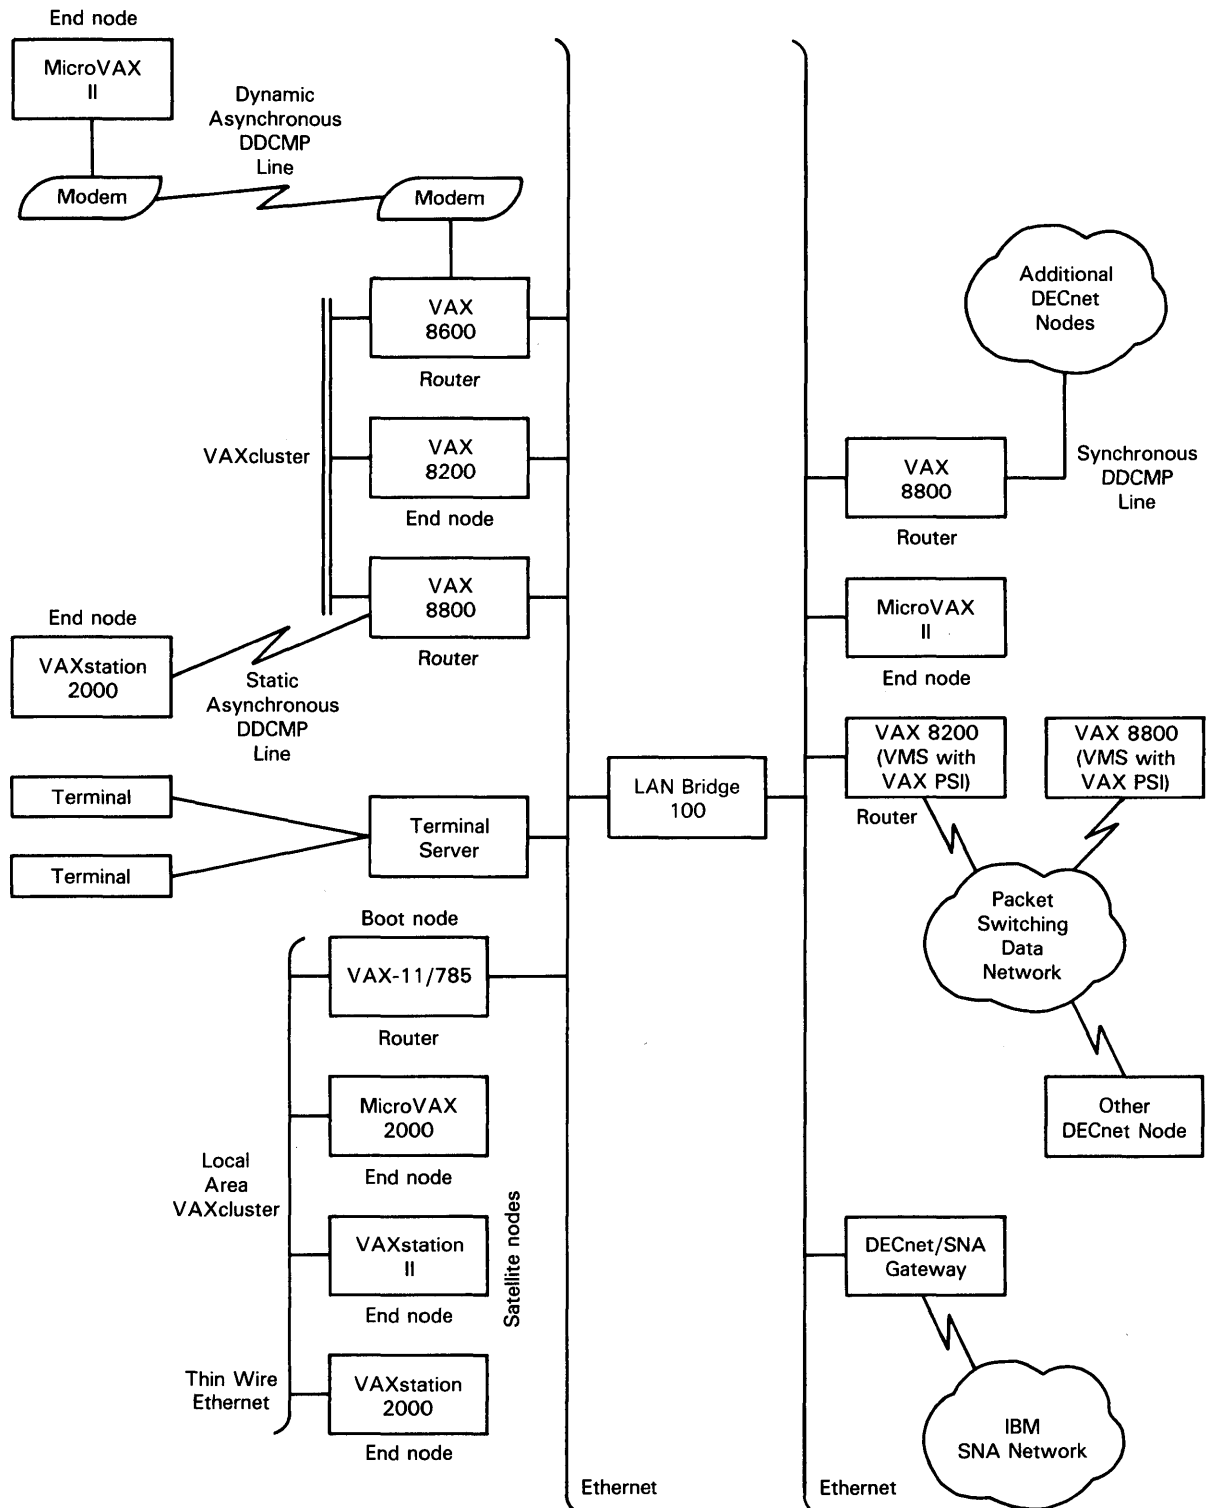 End node
MicroVAX
II
Dynamic
Asynchronous
DDCMP
Line
Modem
Modem
VAX
8600
Router
VAXcluster
VAX
8200
End node
VAX
8800
Router
End node
VAXstation
2000
Static
Asynchronous
DDCMP
Line
Terminal
Terminal
Terminal
Server
Boot node
VAX-11/785
Router
MicroVAX
2000
End node
Local
Area
VAXcluster
VAXstation
II
End node
Satellite nodes
Thin Wire
Ethernet
VAXstation
2000
End node
Ethernet
LAN Bridge
100
Additional
DECnet
Nodes
VAX
8800
Router
Synchronous
DDCMP
Line
MicroVAX
II
End node
VAX 8200
(VMS with
VAX PSI)
Router
VAX 8800
(VMS with
VAX PSI)
Packet
Switching
Data
Network
Other
DECnet Node
DECnet/SNA
Gateway
IBM
SNA Network
Ethernet